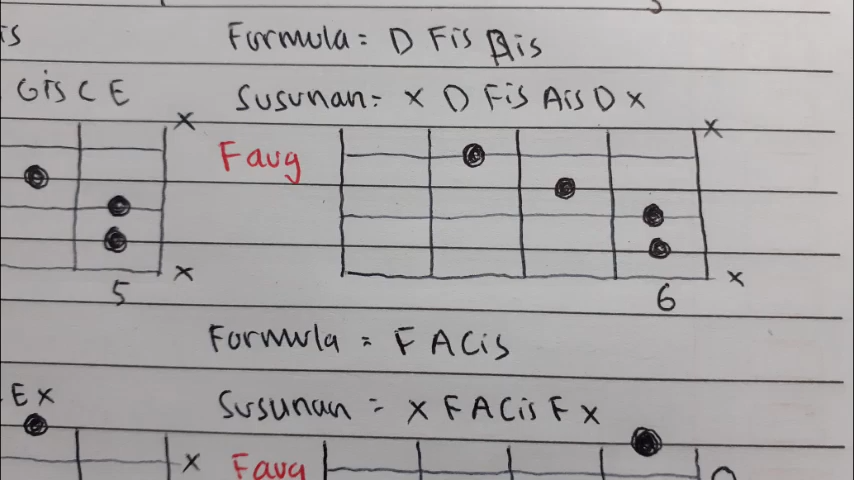 is
Formula = D Fis Ais
Gis C E
Susunan = x D Fis Ais D x
x
x
Faug
x
x
5
6
Formula = F A Cis
E x
Susunan = x F A Cis F x
x
Faug